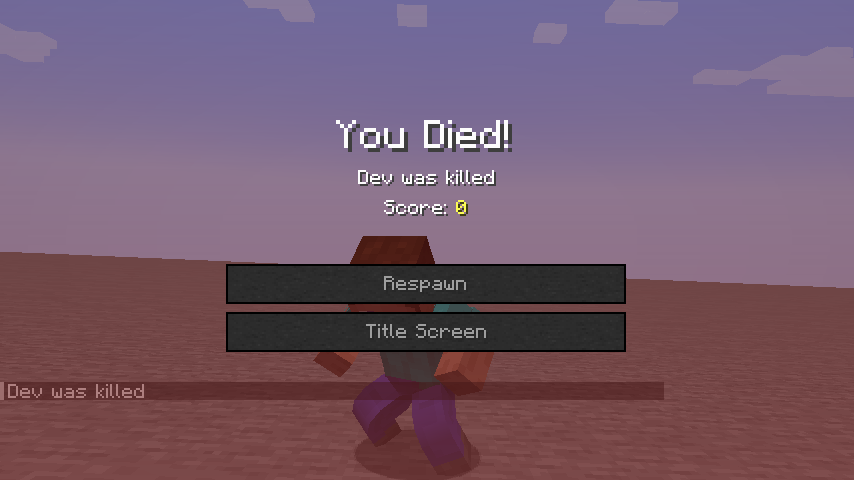 You Died!
Dev was killed
Score: 0
Respawn
Title Screen
Dev was killed